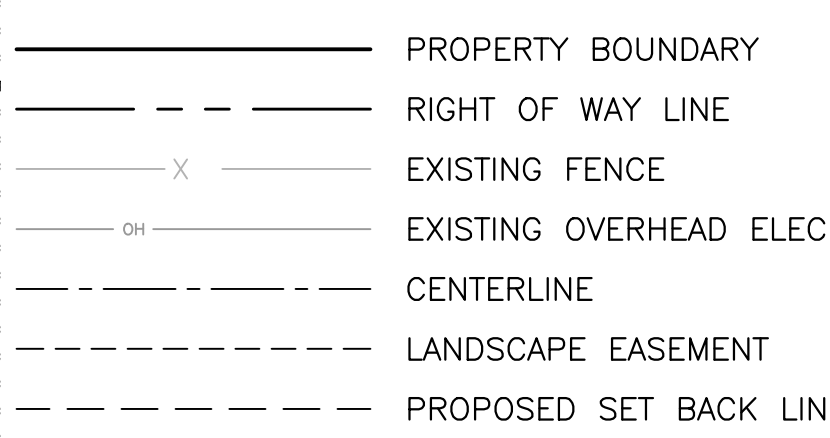 PROPERTY BOUNDARY
RIGHT OF WAY LINE
X EXISTING FENCE
OH EXISTING OVERHEAD ELEC
CENTERLINE
LANDSCAPE EASEMENT
PROPOSED SET BACK LIN